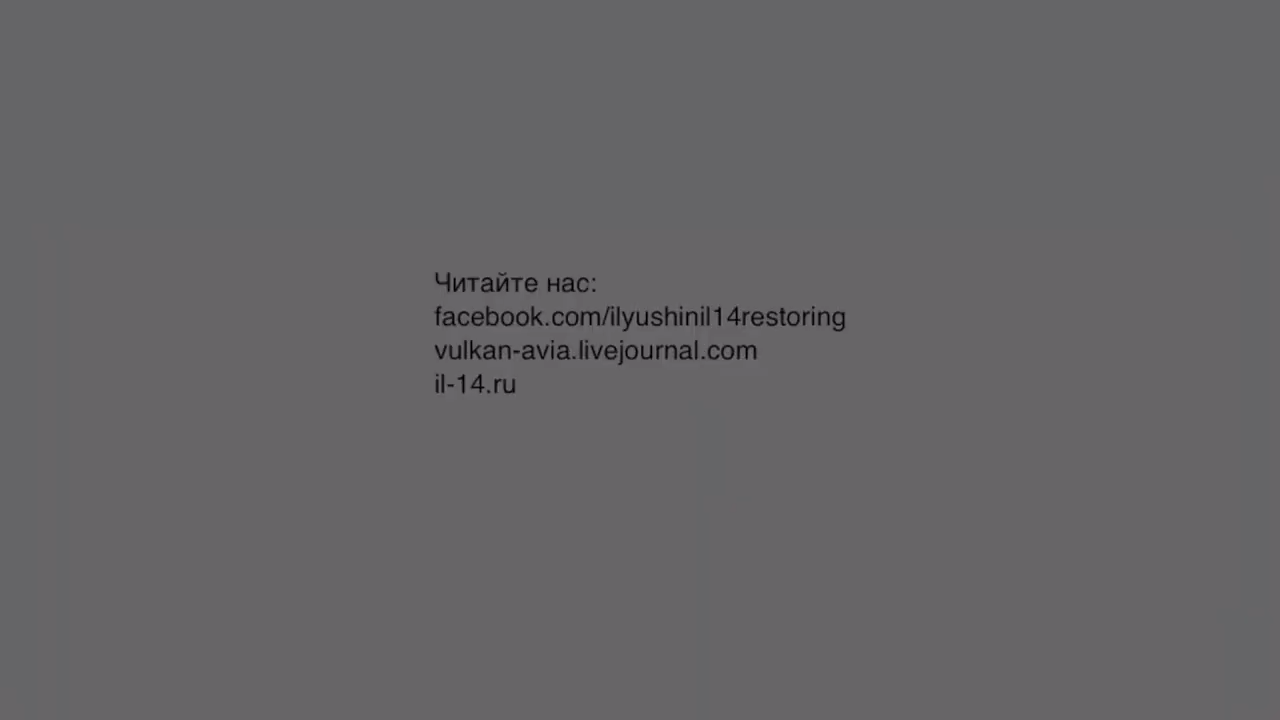 Читайте нас:
facebook.com/ilyushinil14restoring
vulkan-avia.livejournal.com
il-14.ru